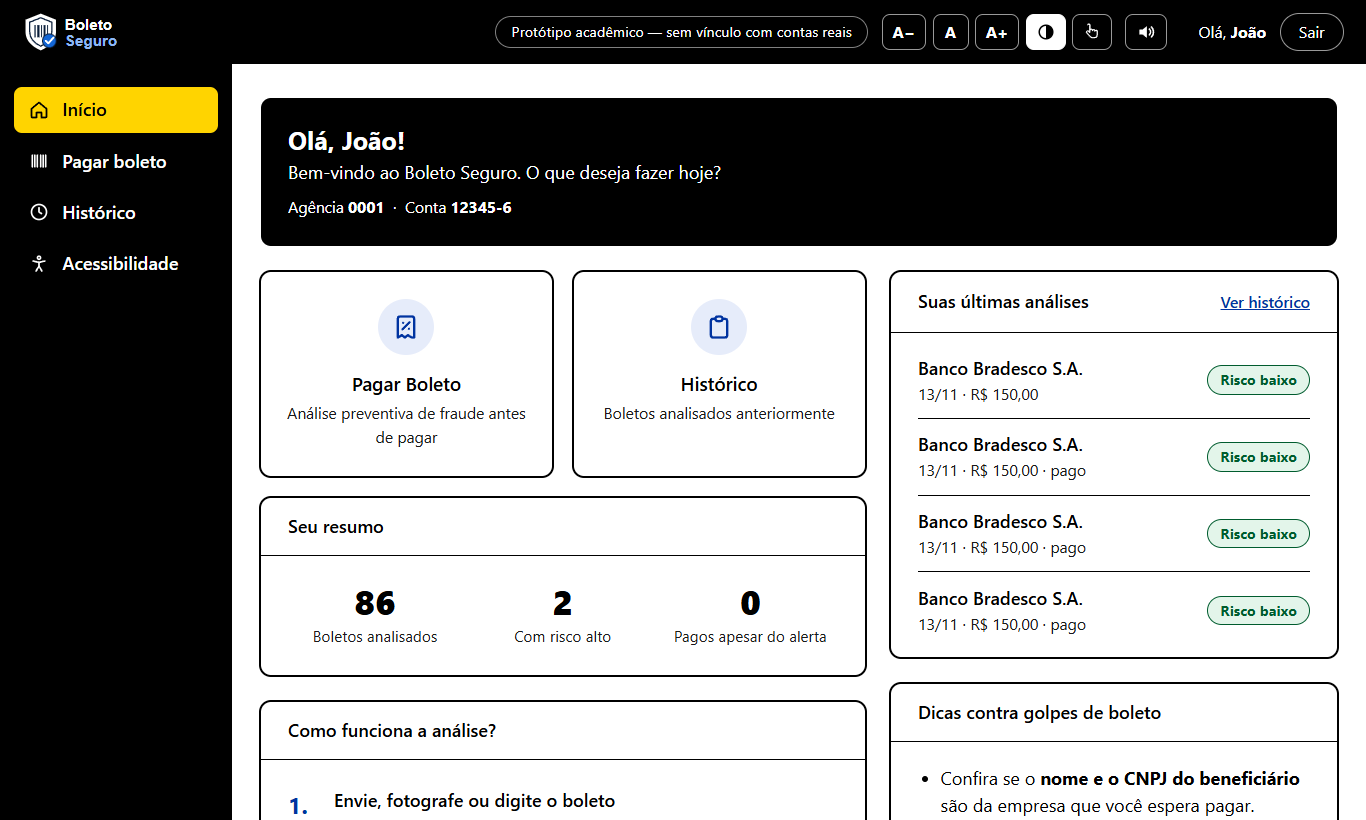 Boleto
Seguro
Protótipo acadêmico — sem vínculo com contas reais
A−
A
A+
Olá, João
Sair
Início
Pagar boleto
Histórico
Acessibilidade
Olá, João!
Bem-vindo ao Boleto Seguro. O que deseja fazer hoje?
Agência 0001 · Conta 12345-6
Pagar Boleto
Análise preventiva de fraude antes
de pagar
Histórico
Boletos analisados anteriormente
Seu resumo
86
Boletos analisados
2
Com risco alto
0
Pagos apesar do alerta
Como funciona a análise?
1. Envie, fotografe ou digite o boleto
Suas últimas análises
Ver histórico
Banco Bradesco S.A.
13/11 · R$ 150,00
Risco baixo
Banco Bradesco S.A.
13/11 · R$ 150,00 · pago
Risco baixo
Banco Bradesco S.A.
13/11 · R$ 150,00 · pago
Risco baixo
Banco Bradesco S.A.
13/11 · R$ 150,00 · pago
Risco baixo
Dicas contra golpes de boleto
• Confira se o nome e o CNPJ do beneficiário
são da empresa que você espera pagar.